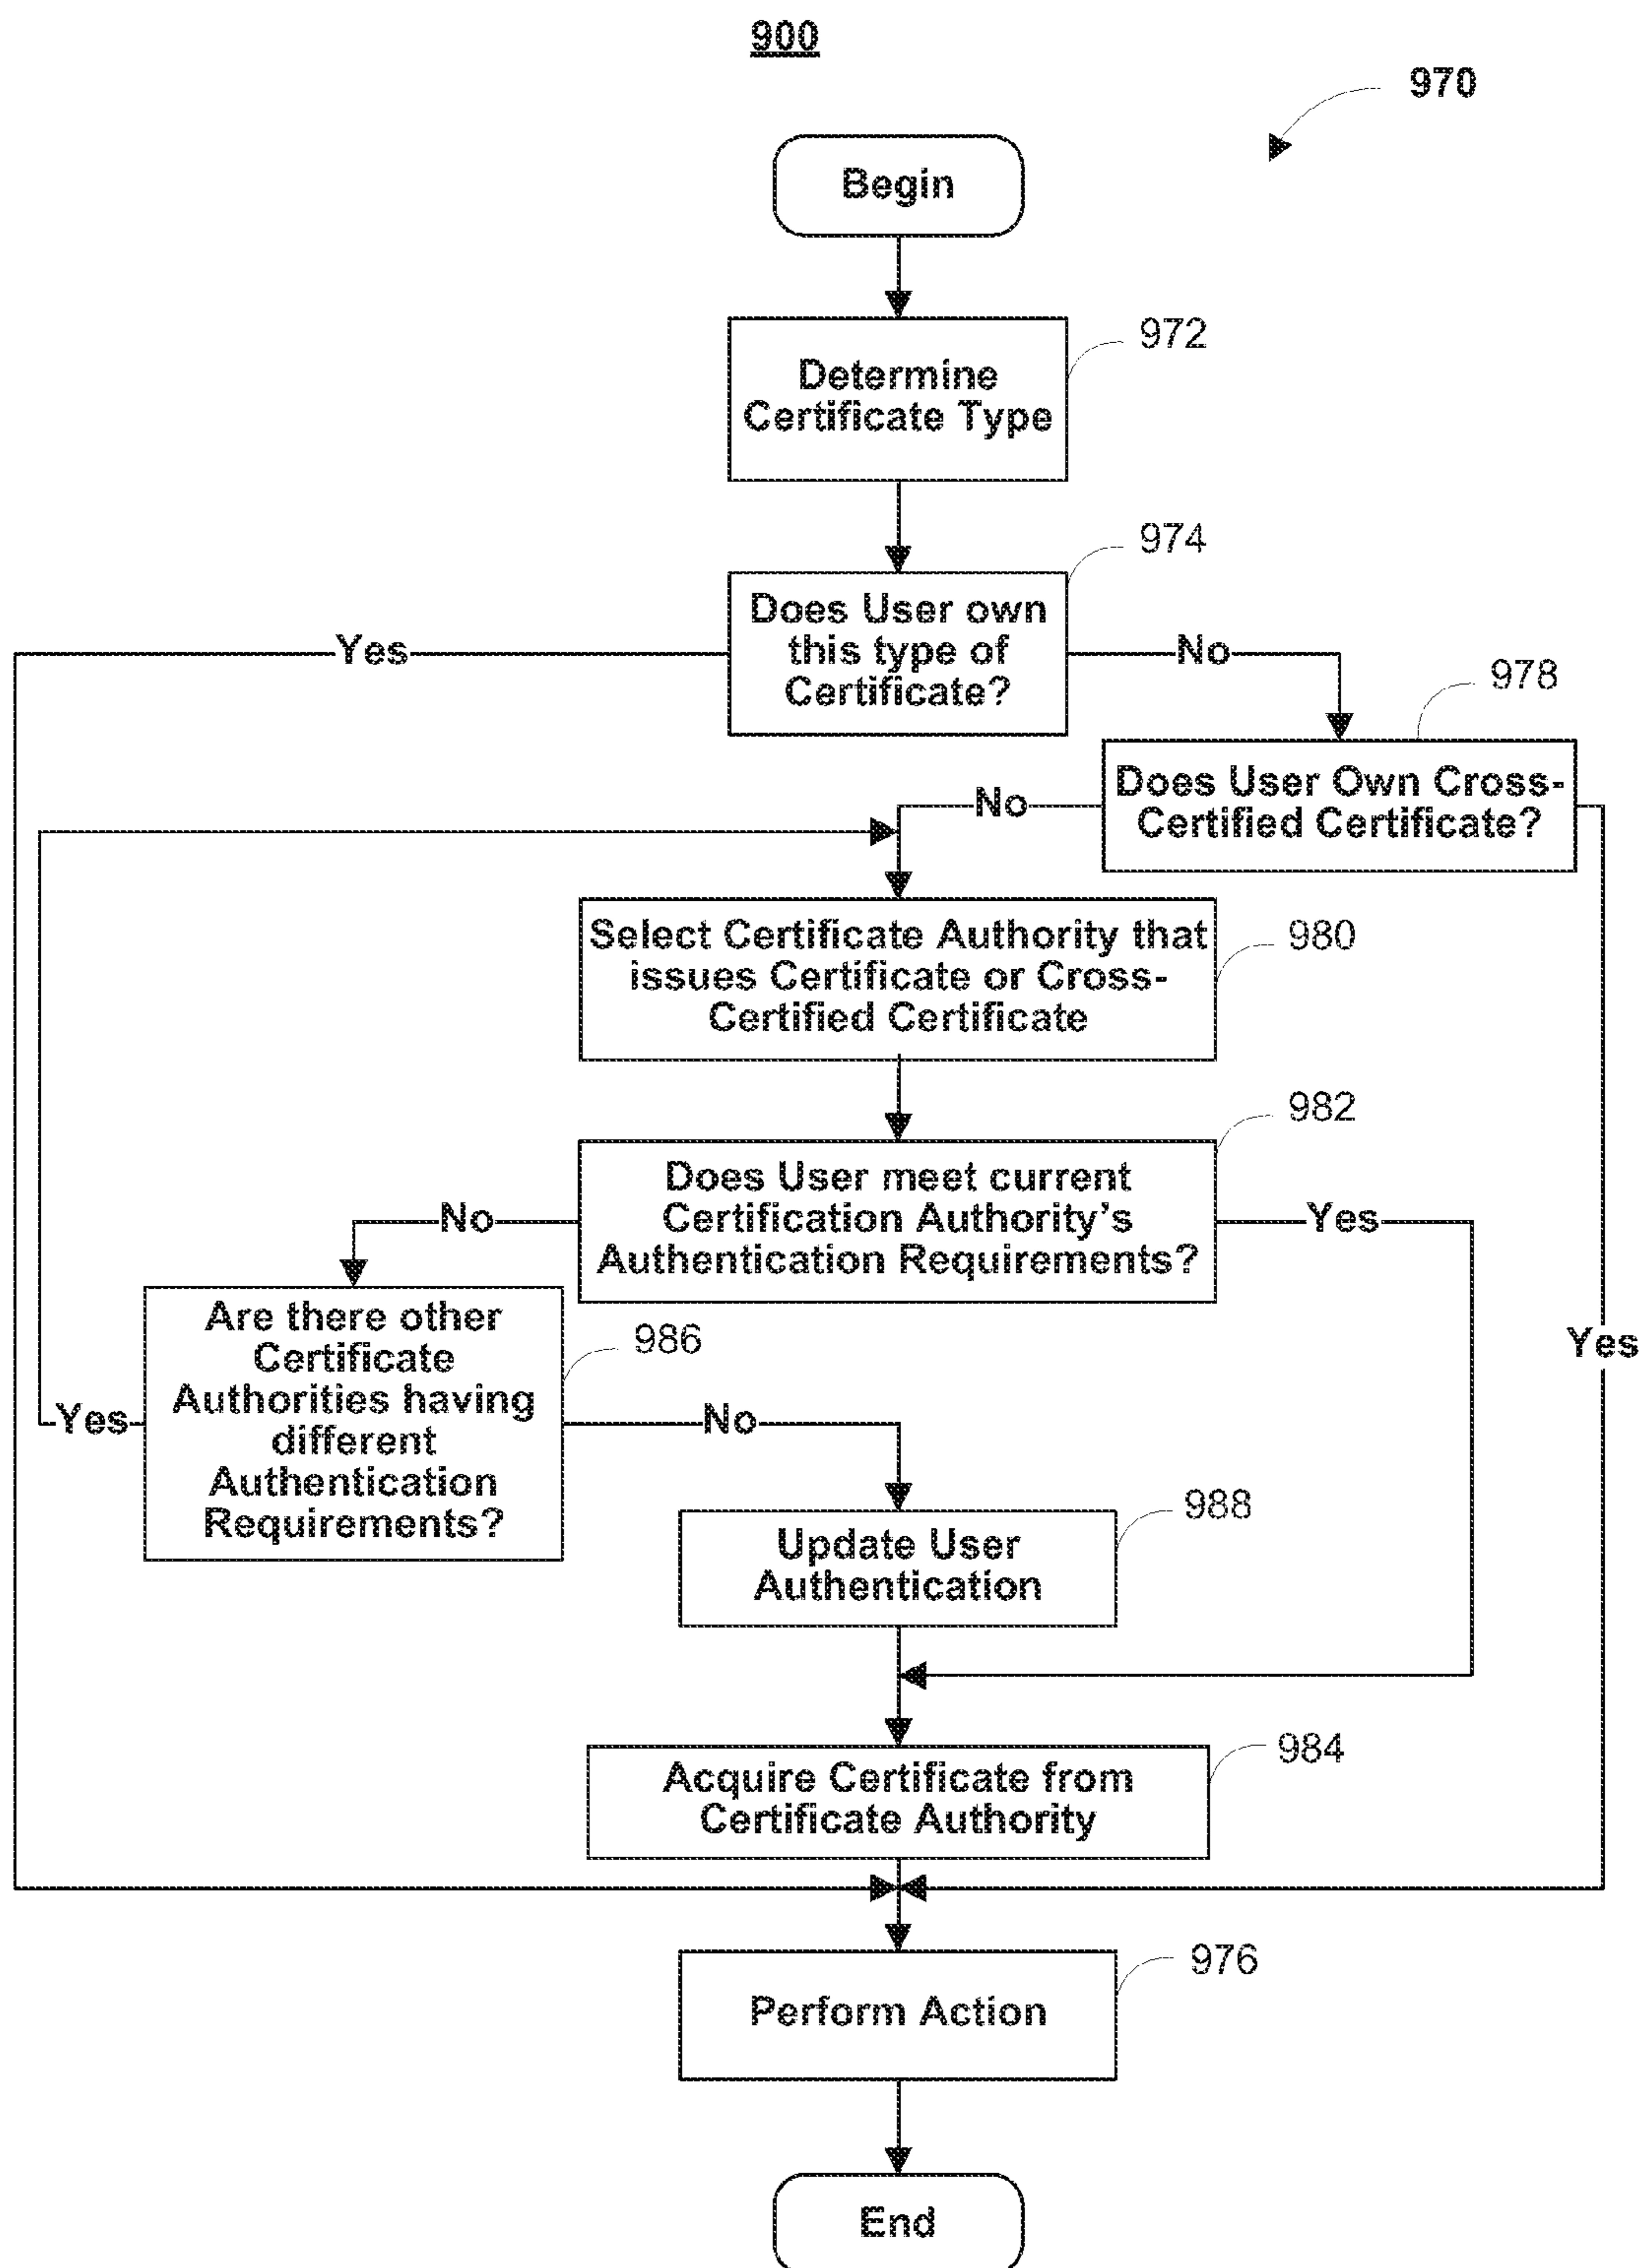 900
970
Begin
972
Determine
Certificate Type
974
Does User own
this type of
Certificate?
Yes
No
978
Does User Own Cross-
Certified Certificate?
No
Yes
980
Select Certificate Authority that
issues Certificate or Cross-
Certified Certificate
982
Does User meet current
Certification Authority's
Authentication Requirements?
No
Yes
986
Are there other
Certificate
Authorities having
different
Authentication
Requirements?
Yes
No
988
Update User
Authentication
984
Acquire Certificate from
Certificate Authority
976
Perform Action
End